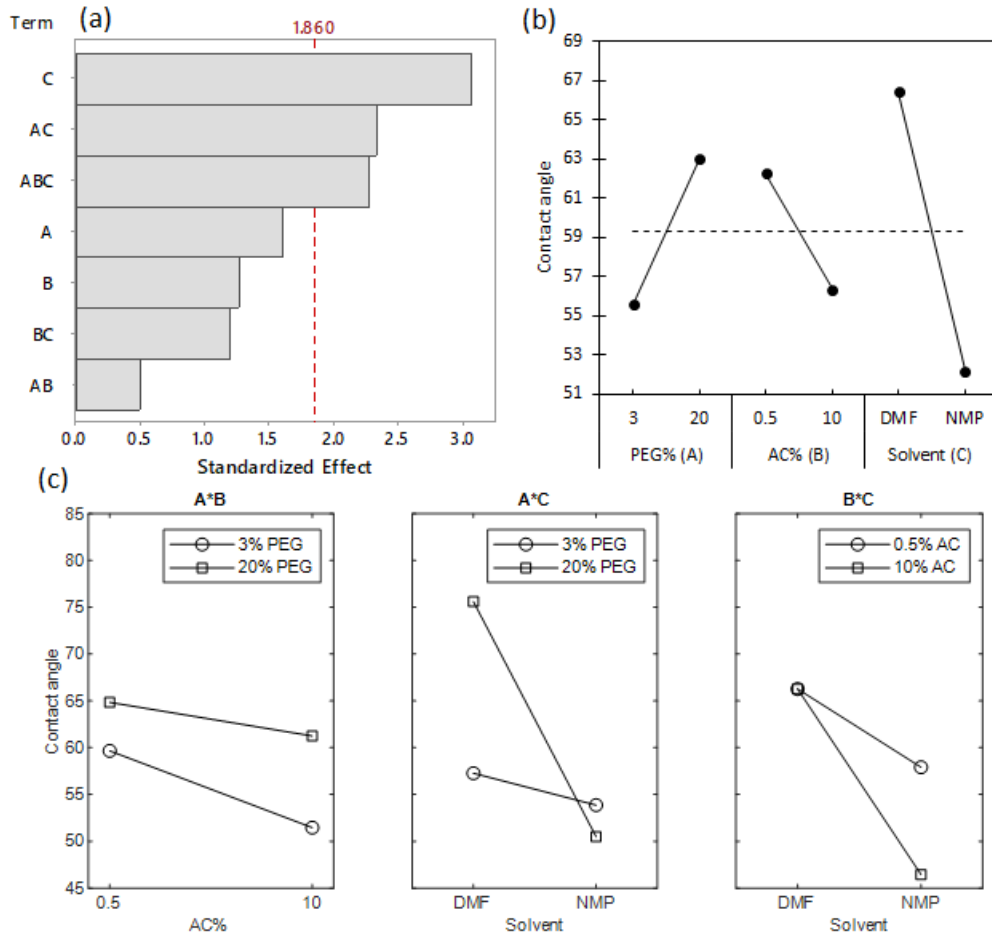 Term
(a)
1.860
C
AC
ABC
A
B
BC
AB
0.0 0.5 1.0 1.5 2.0 2.5 3.0
Standardized Effect
(b)
Contact angle
69
67
65
63
61
59
57
55
53
51
3 20 0.5 10 DMF NMP
PEG% (A) AC% (B) Solvent (C)
(c)
A*B
Contact angle
85
80
75
70
65
60
55
50
45
3% PEG
20% PEG
0.5 10
AC%
A*C
3% PEG
20% PEG
DMF NMP
Solvent
B*C
0.5% AC
10% AC
DMF NMP
Solvent